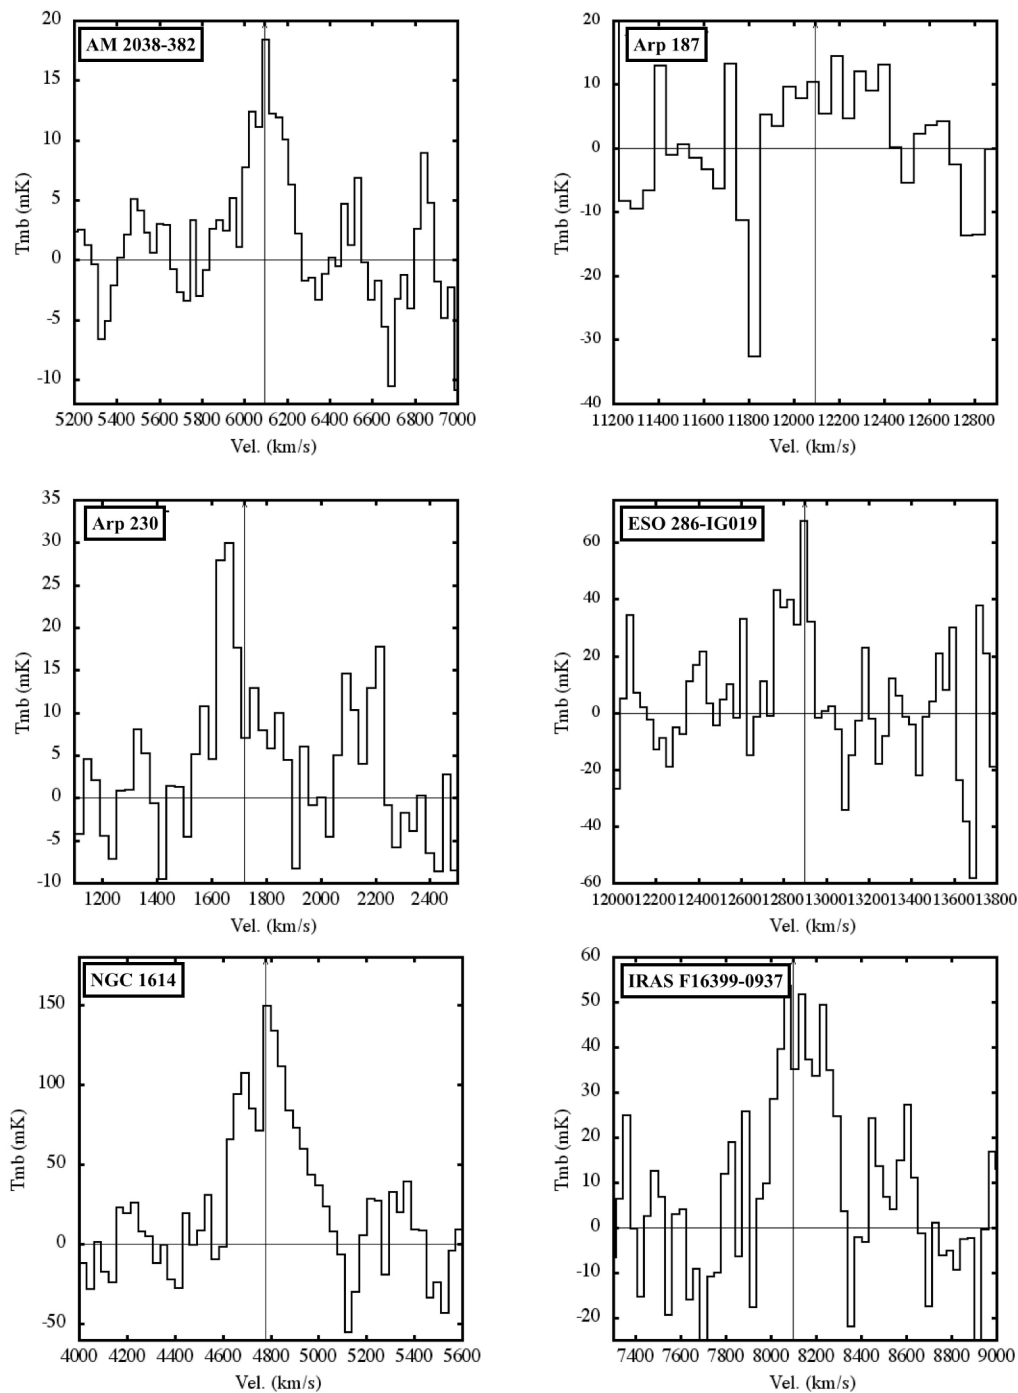 AM 2038-382
20
15
10
5
0
-5
-10
Tmb (mK)
5200 5400 5600 5800 6000 6200 6400 6600 6800 7000
Vel. (km/s)
Arp 187
20
10
0
-10
-20
-30
-40
Tmb (mK)
11200 11400 11600 11800 12000 12200 12400 12600 12800
Vel. (km/s)
Arp 230
35
30
25
20
15
10
5
0
-5
-10
Tmb (mK)
1200 1400 1600 1800 2000 2200 2400
Vel. (km/s)
ESO 286-IG019
60
40
20
0
-20
-40
-60
Tmb (mK)
12000 12200 12400 12600 12800 13000 13200 13400 13600 13800
Vel. (km/s)
NGC 1614
150
100
50
0
-50
Tmb (mK)
4000 4200 4400 4600 4800 5000 5200 5400 5600
Vel. (km/s)
IRAS F16399-0937
60
50
40
30
20
10
0
-10
-20
Tmb (mK)
7400 7600 7800 8000 8200 8400 8600 8800 9000
Vel. (km/s)